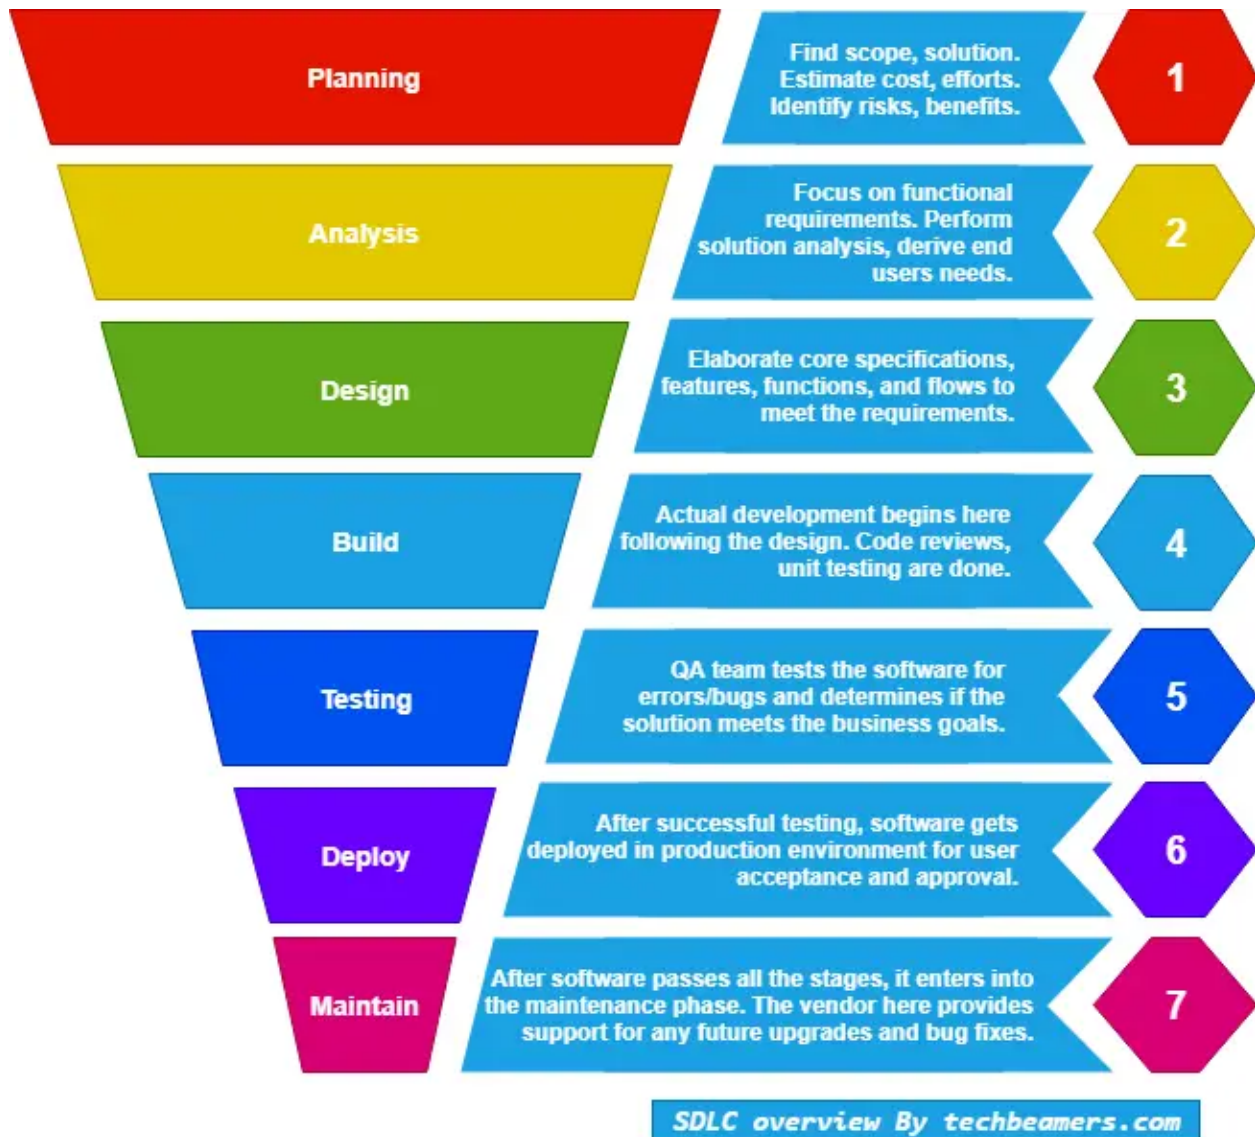 Planning
Find scope, solution.
Estimate cost, efforts.
Identify risks, benefits.
1
Analysis
Focus on functional
requirements. Perform
solution analysis, derive end
users needs.
2
Design
Elaborate core specifications,
features, functions, and flows to
meet the requirements.
3
Build
Actual development begins here
following the design. Code reviews,
unit testing are done.
4
Testing
QA team tests the software for
errors/bugs and determines if the
solution meets the business goals.
5
Deploy
After successful testing, software gets
deployed in production environment for user
acceptance and approval.
6
Maintain
After software passes all the stages, it enters into
the maintenance phase. The vendor here provides
support for any future upgrades and bug fixes.
7
SDLC overview By techbeamers.com